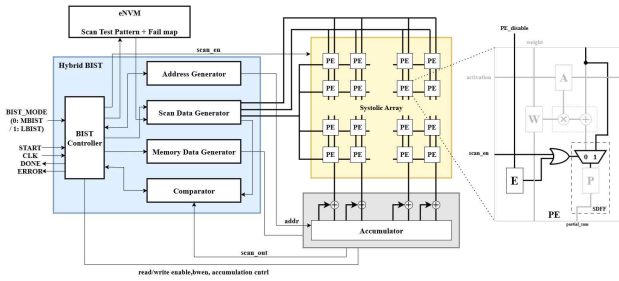 eNVM
Scan Test Pattern + Fail map
scan_en
Hybrid BIST
Address Generator
BIST_MODE
(0: MBIST
/ 1: LBIST)
BIST
Controller
START
CLK
DONE
ERROR
Scan Data Generator
Memory Data Generator
Comparator
PE PE PE PE
PE PE PE PE
Systolic Array
PE PE PE PE
PE PE PE PE
addr
Accumulator
scan_out
read/write enable,bwen, accumulation cntrl
PE_disable
weight
activation
A
W
scan_en
0 1
E
P
SDFF
PE
partial_sum